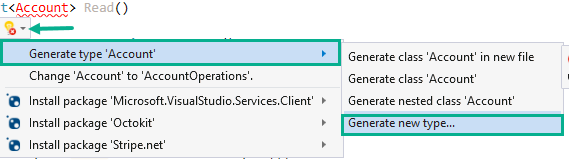 t<Account> Read()
Generate type 'Account'
Change 'Account' to 'AccountOperations'.
Install package 'Microsoft.VisualStudio.Services.Client'
Install package 'Octokit'
Install package 'Stripe.net'
Generate class 'Account' in new file
Generate class 'Account'
Generate nested class 'Account'
Generate new type...